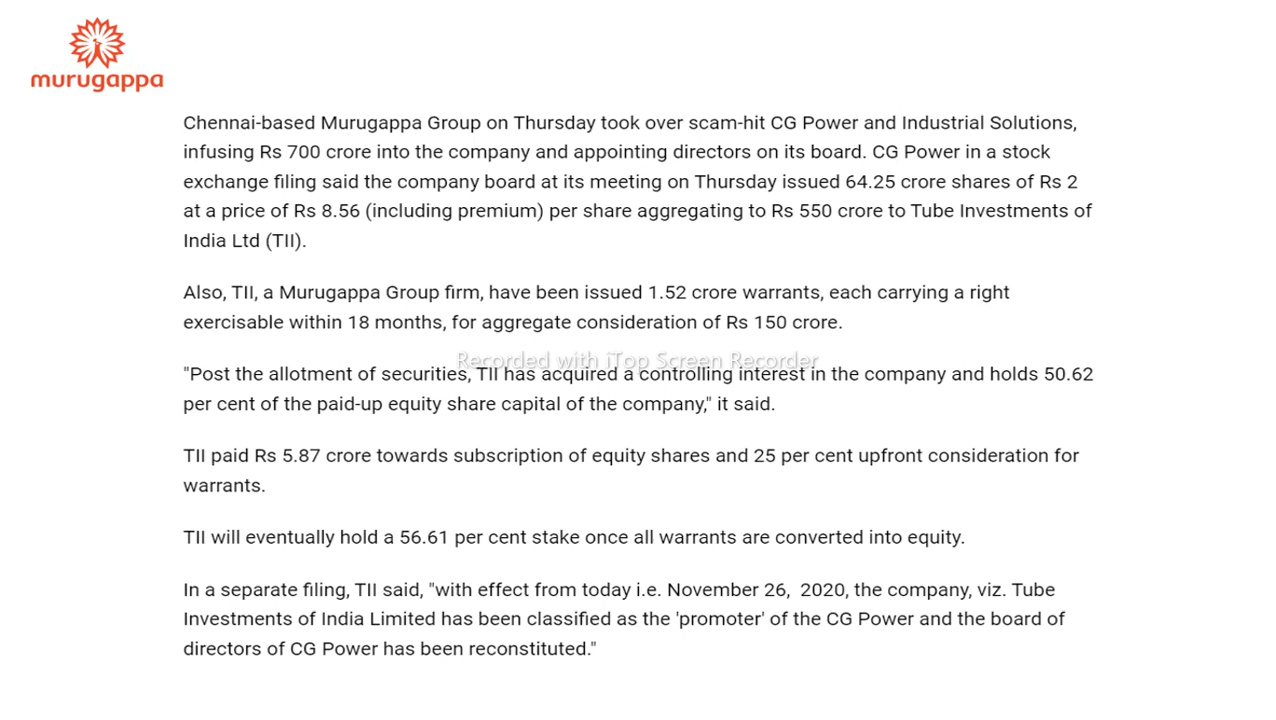 murugappa
Chennai-based Murugappa Group on Thursday took over scam-hit CG Power and Industrial Solutions,
infusing Rs 700 crore into the company and appointing directors on its board. CG Power in a stock
exchange filing said the company board at its meeting on Thursday issued 64.25 crore shares of Rs 2
at a price of Rs 8.56 (including premium) per share aggregating to Rs 550 crore to Tube Investments of
India Ltd (TII).
Also, TII, a Murugappa Group firm, have been issued 1.52 crore warrants, each carrying a right
exercisable within 18 months, for aggregate consideration of Rs 150 crore.
Recorded with iTop Screen Recorder
"Post the allotment of securities, TII has acquired a controlling interest in the company and holds 50.62
per cent of the paid-up equity share capital of the company," it said.
TII paid Rs 5.87 crore towards subscription of equity shares and 25 per cent upfront consideration for
warrants.
TII will eventually hold a 56.61 per cent stake once all warrants are converted into equity.
In a separate filing, TII said, "with effect from today i.e. November 26,  2020, the company, viz. Tube
Investments of India Limited has been classified as the 'promoter' of the CG Power and the board of
directors of CG Power has been reconstituted."